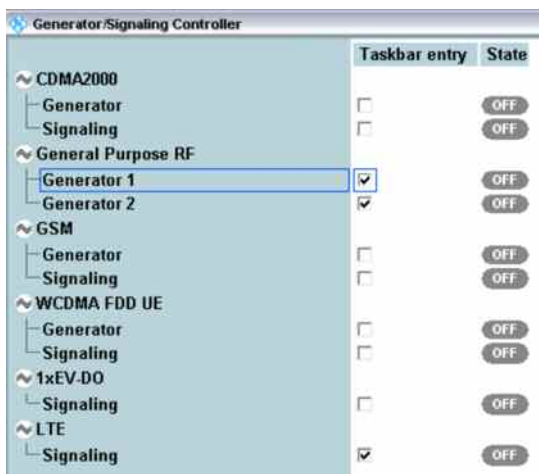 Generator/Signaling Controller
Taskbar entry State
CDMA2000
Generator OFF
Signaling OFF
General Purpose RF
Generator 1 OFF
Generator 2 OFF
GSM
Generator OFF
Signaling OFF
WCDMA FDD UE
Generator OFF
Signaling OFF
1xEV-DO
Signaling OFF
LTE
Signaling OFF